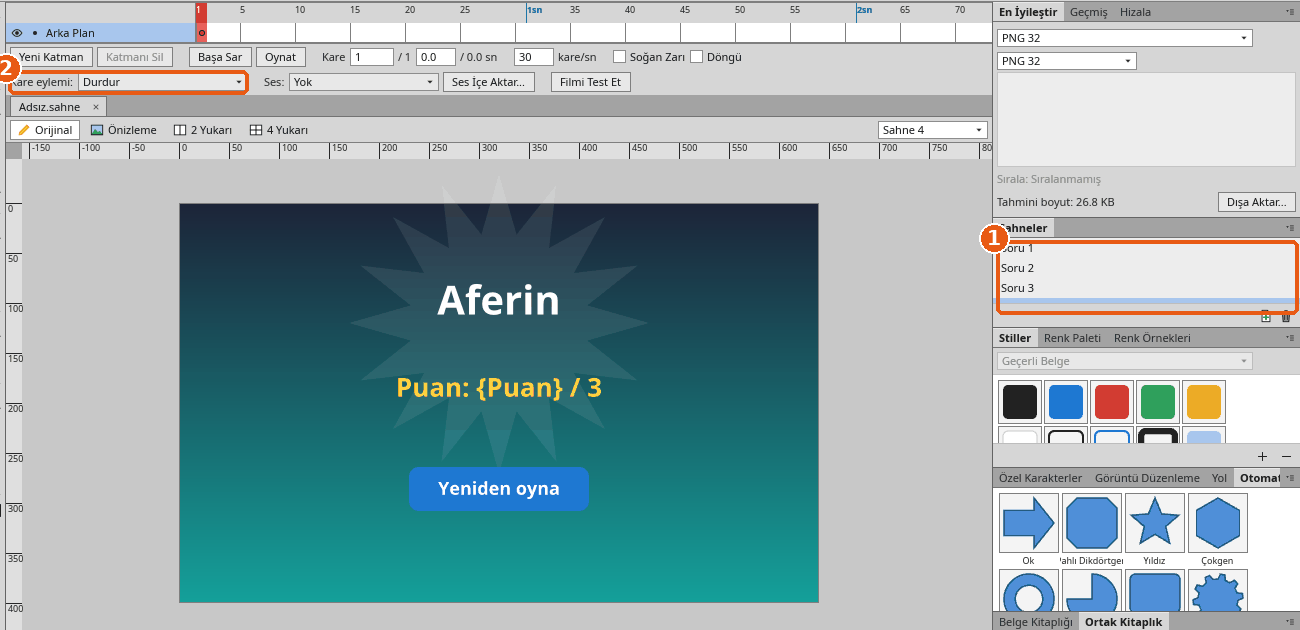 1 5 10 15 20 25 1sn 30 35 40 45 50 55 2sn 60 65 70
Arka Plan
Yeni Katman Katmanı Sil Başa Sar Oynat Kare 1 / 1 0.0 / 0.0 sn 30 kare/sn Soğan Zarı Döngü
2
Kare eylemi: Durdur Ses: Yok Ses İçe Aktar... Filmi Test Et
Adsız.sahne ×
Orijinal Önizleme 2 Yukarı 4 Yukarı Sahne 4
-150 -100 -50 0 50 100 150 200 250 300 350 400 450 500 550 600 650 700 750 80
0
50
100
150
200
250
300
350
400
Aferin
Puan: {Puan} / 3
Yeniden oyna
En İyileştir Geçmiş Hizala
PNG 32
PNG 32
Sırala: Sıralanmamış
Tahmini boyut: 26.8 KB Dışa Aktar...
Sahneler
1
Soru 1
Soru 2
Soru 3
Stiller Renk Paleti Renk Örnekleri
Geçerli Belge
+ −
Özel Karakterler Görüntü Düzenleme Yol Otomat
Ok Pahlı Dikdörtgen Yıldız Çokgen
Belge Kitaplığı Ortak Kitaplık